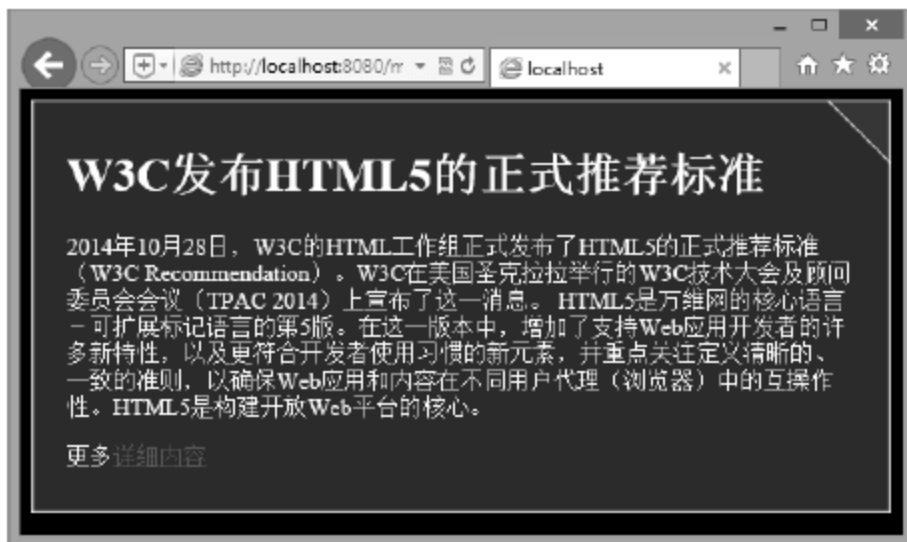 http://localhost:8080/m
localhost
W3C发布HTML5的正式推荐标准
2014年10月28日，W3C的HTML工作组正式发布了HTML5的正式推荐标准
（W3C Recommendation）。W3C在美国圣克拉拉举行的W3C技术大会及顾问
委员会会议（TPAC 2014）上宣布了这一消息。 HTML5是万维网的核心语言
－可扩展标记语言的第5版。在这一版本中，增加了支持Web应用开发者的许
多新特性，以及更符合开发者使用习惯的新元素，并重点关注定义清晰的、
一致的准则，以确保Web应用和内容在不同用户代理（浏览器）中的互操作
性。HTML5是构建开放Web平台的核心。
更多详细内容